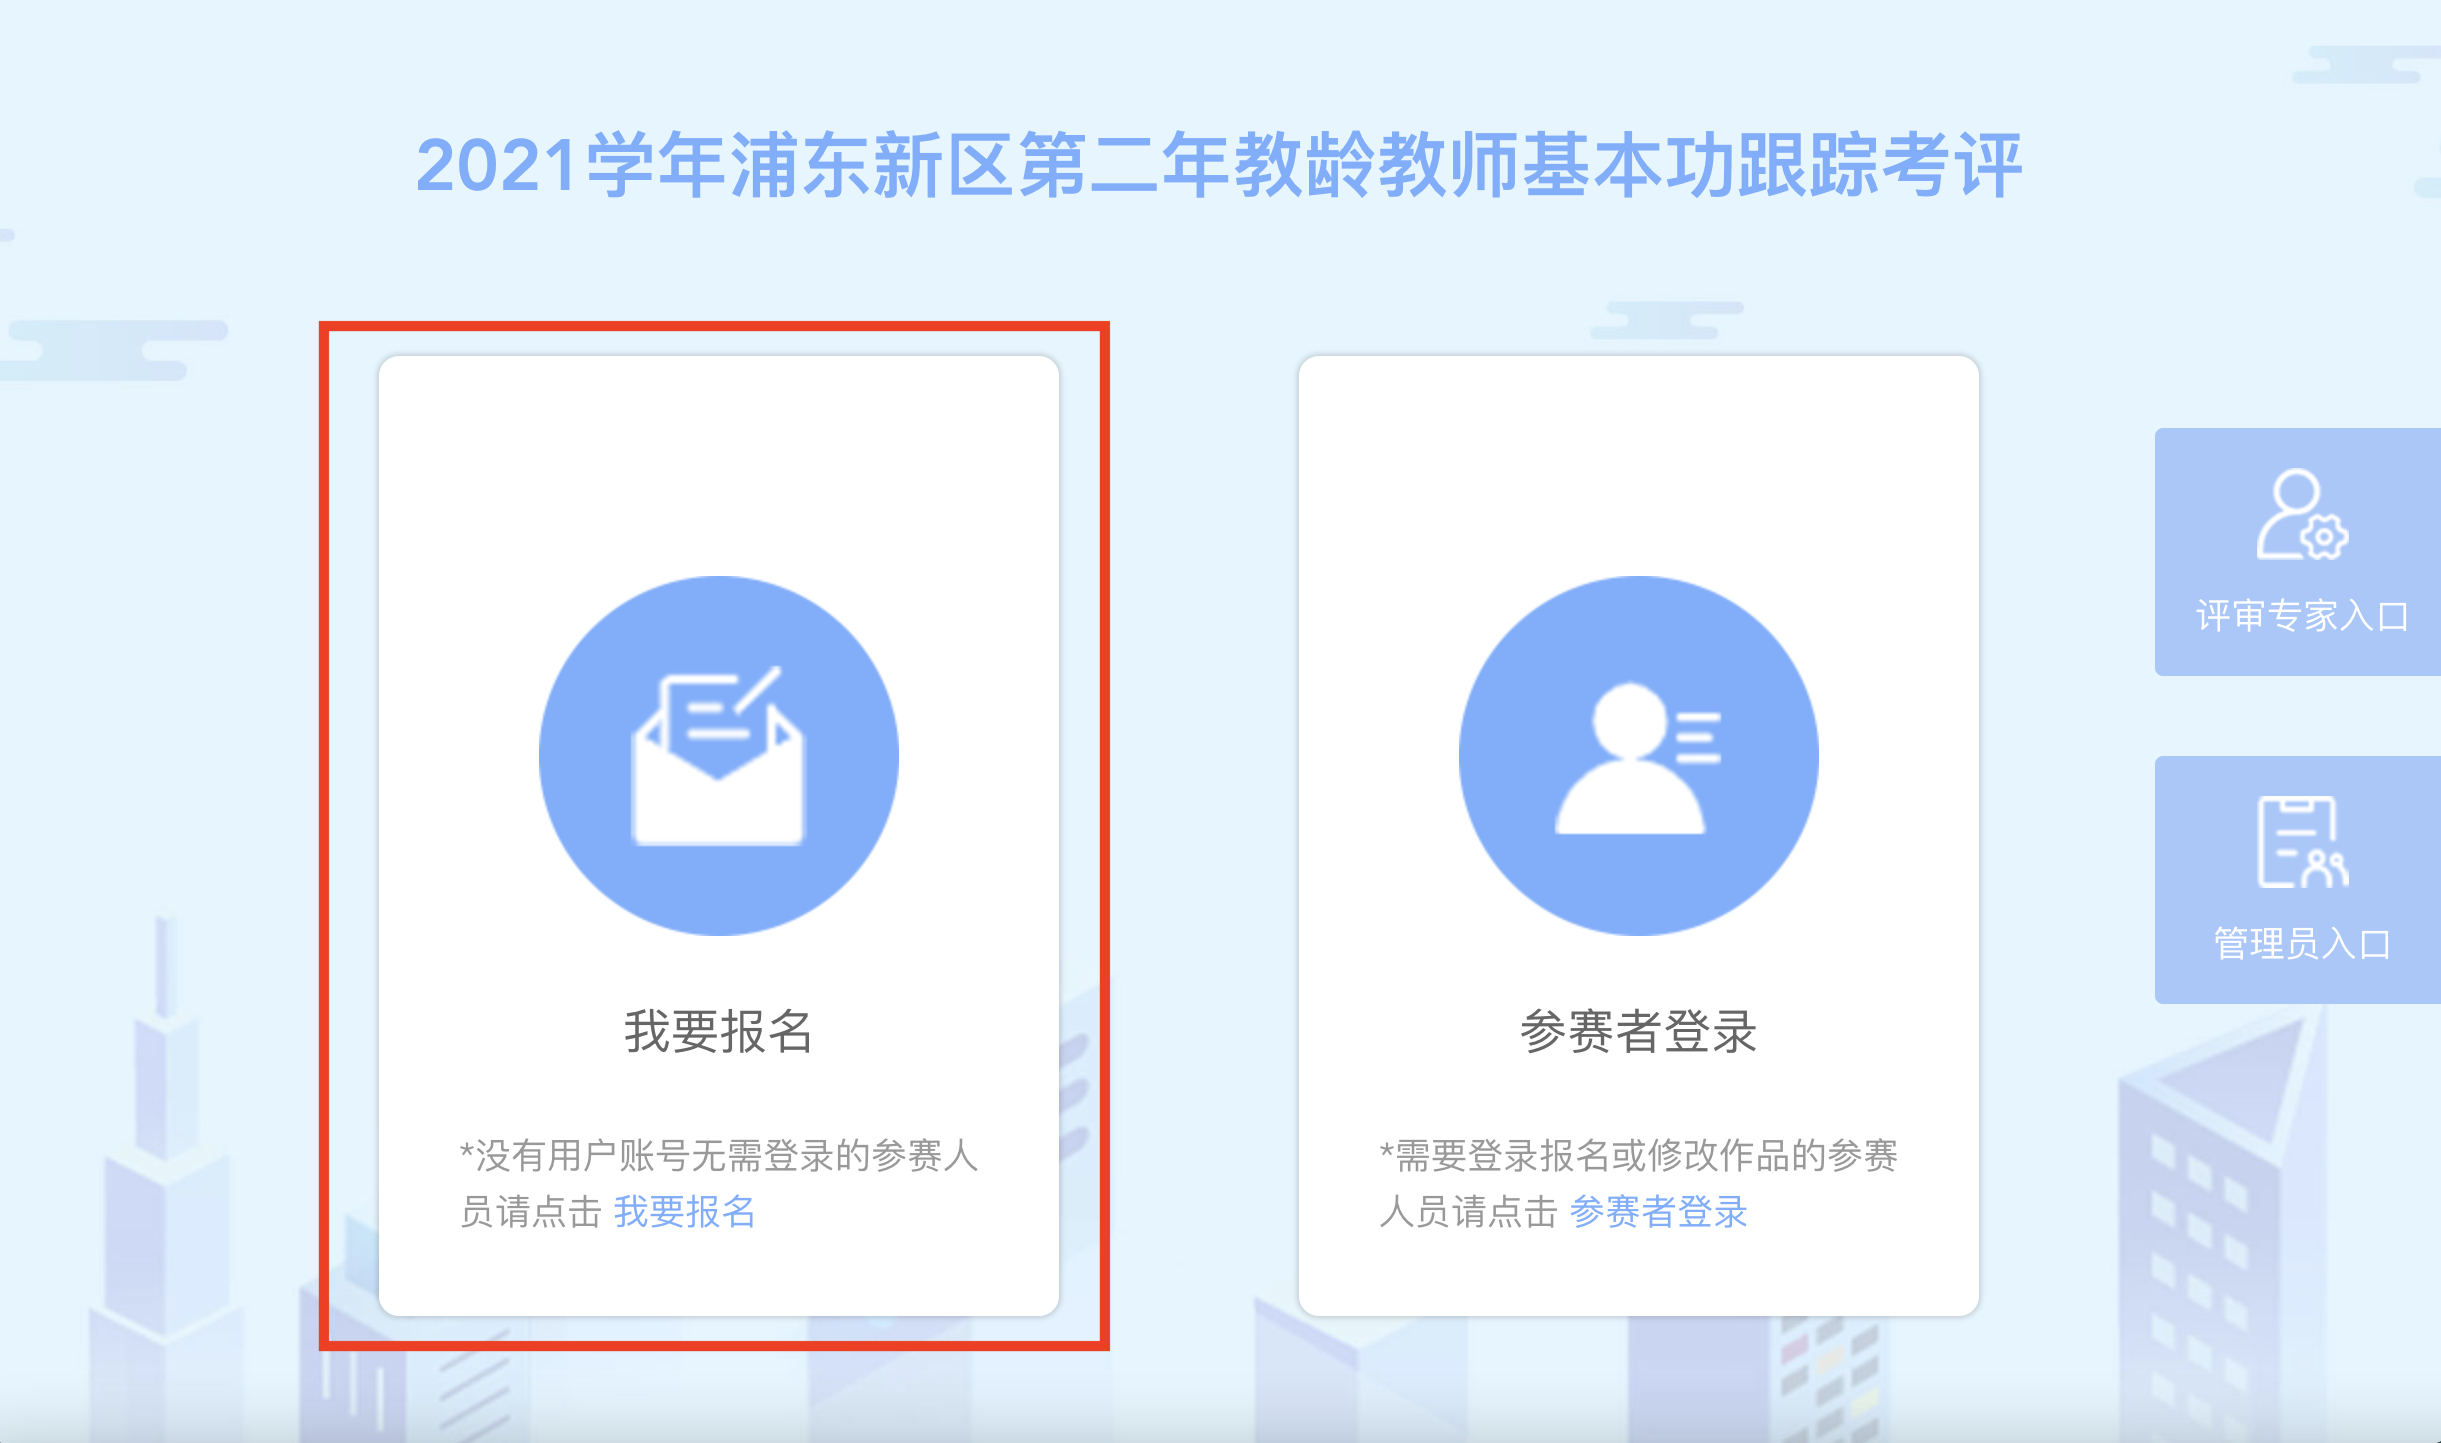 2021学年浦东新区第二年教龄教师基本功跟踪考评
我要报名
*没有用户账号无需登录的参赛人
员请点击 我要报名
参赛者登录
*需要登录报名或修改作品的参赛
人员请点击 参赛者登录
评审专家入口
管理员入口